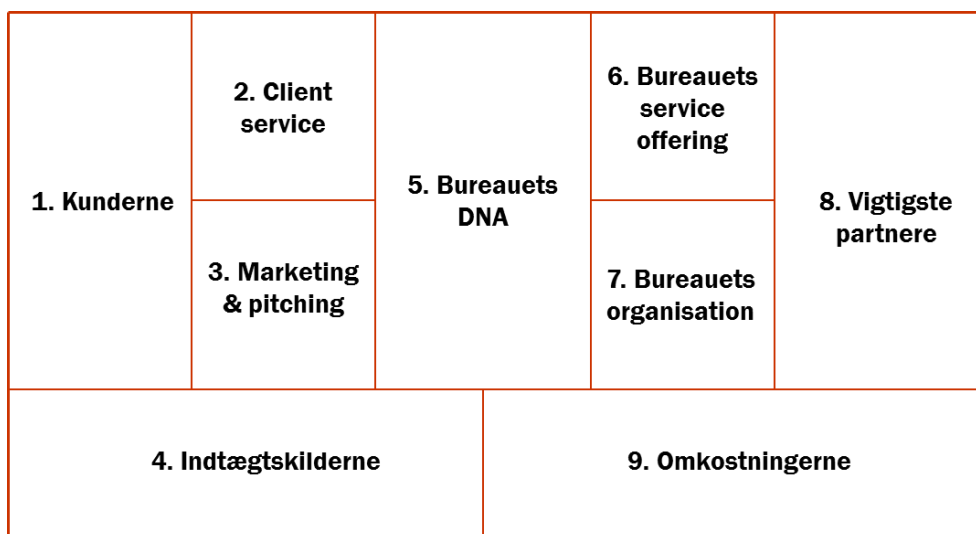 1. Kunderne
2. Client
service
3. Marketing
& pitching
4. Indtægtskilderne
5. Bureauets
DNA
6. Bureauets
service
offering
7. Bureauets
organisation
8. Vigtigste
partnere
9. Omkostningerne